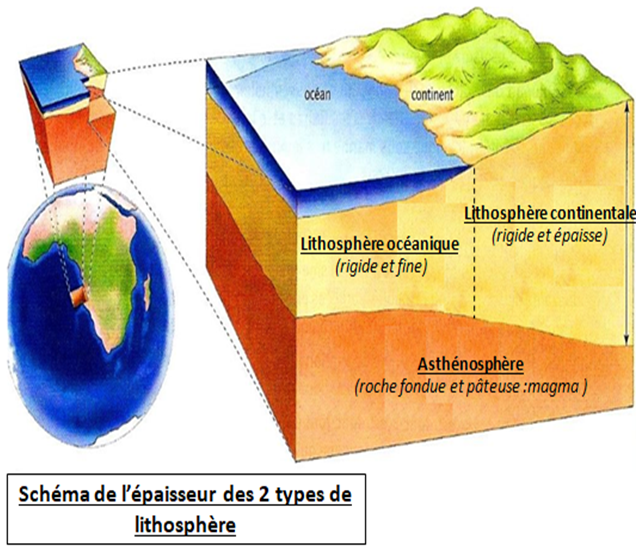 océan
continent
Lithosphère continentale
(rigide et épaisse)
Lithosphère océanique
(rigide et fine)
Asthénosphère
(roche fondue et pâteuse :magma )
Schéma de l’épaisseur des 2 types de
lithosphère